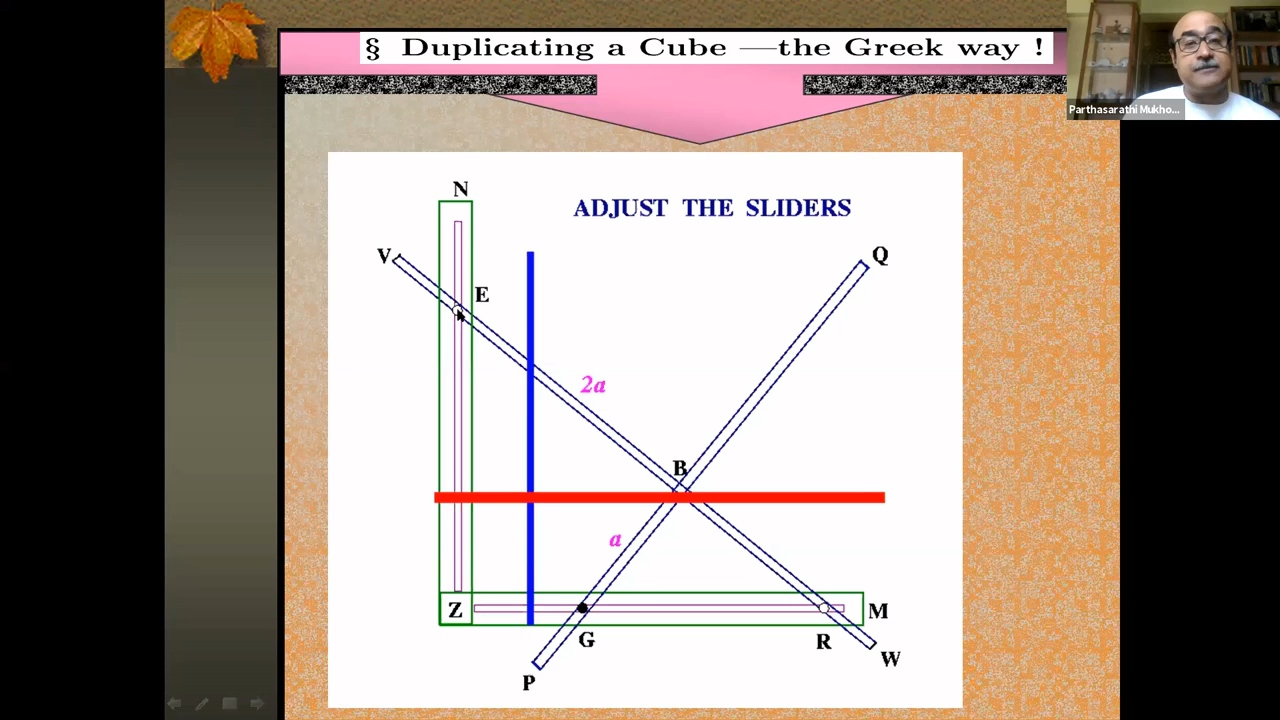 § Duplicating a Cube —the Greek way !
Parthasarathi Mukho...
N
ADJUST THE SLIDERS
V
Q
E
2a
B
a
Z
M
G
R
W
P